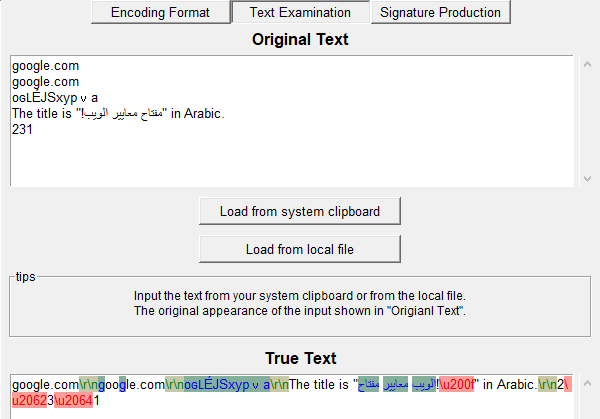 Encoding Format
Text Examination
Signature Production
Original Text
google.com
google.com
oɢʟÉJSxyp ν a
The title is "مفتاح معايير الويب!" in Arabic.
231
Load from system clipboard
Load from local file
tips
Input the text from your system clipboard or from the local file.
The original appearance of the input shown in "Origianl Text".
True Text
google.com\r\ngoogle.com\r\noɢʟÉJSxyp ν a\r\nThe title is "مفتاح معايير الويب!\u200f" in Arabic.\r\n2\
u20623\u20641